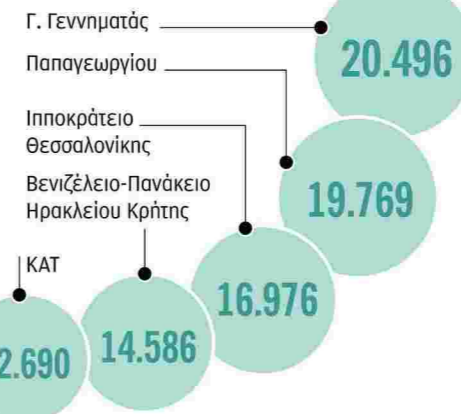 Γ. Γεννηματάς
20.496
Παπαγεωργίου
19.769
Ιπποκράτειο
Θεσσαλονίκης
16.976
Βενιζέλειο-Πανάκειο
Ηρακλείου Κρήτης
14.586
ΚΑΤ
2.690